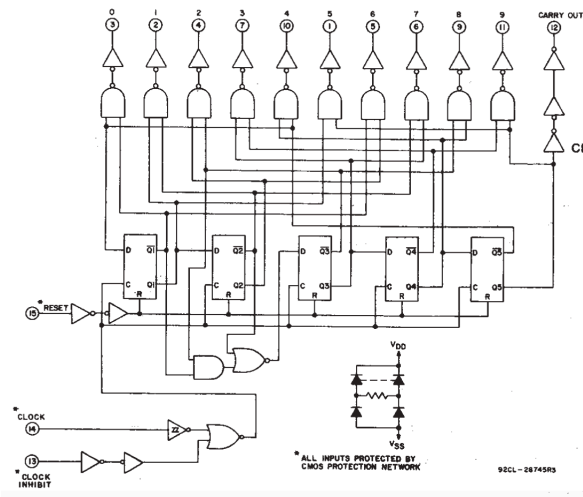 0 1 2 3 4 5 6 7 8 9 CARRY OUT
3 2 4 7 10 1 5 6 9 11 12
D Q1 D Q2 D Q3 D Q4 D Q5
C Q1 C Q2 C Q3 C Q4 C Q5
R R R R R
15 * RESET
VDD
* CLOCK
14
13
* CLOCK
INHIBIT
VSS
* ALL INPUTS PROTECTED BY
CMOS PROTECTION NETWORK
92CL-28745R3